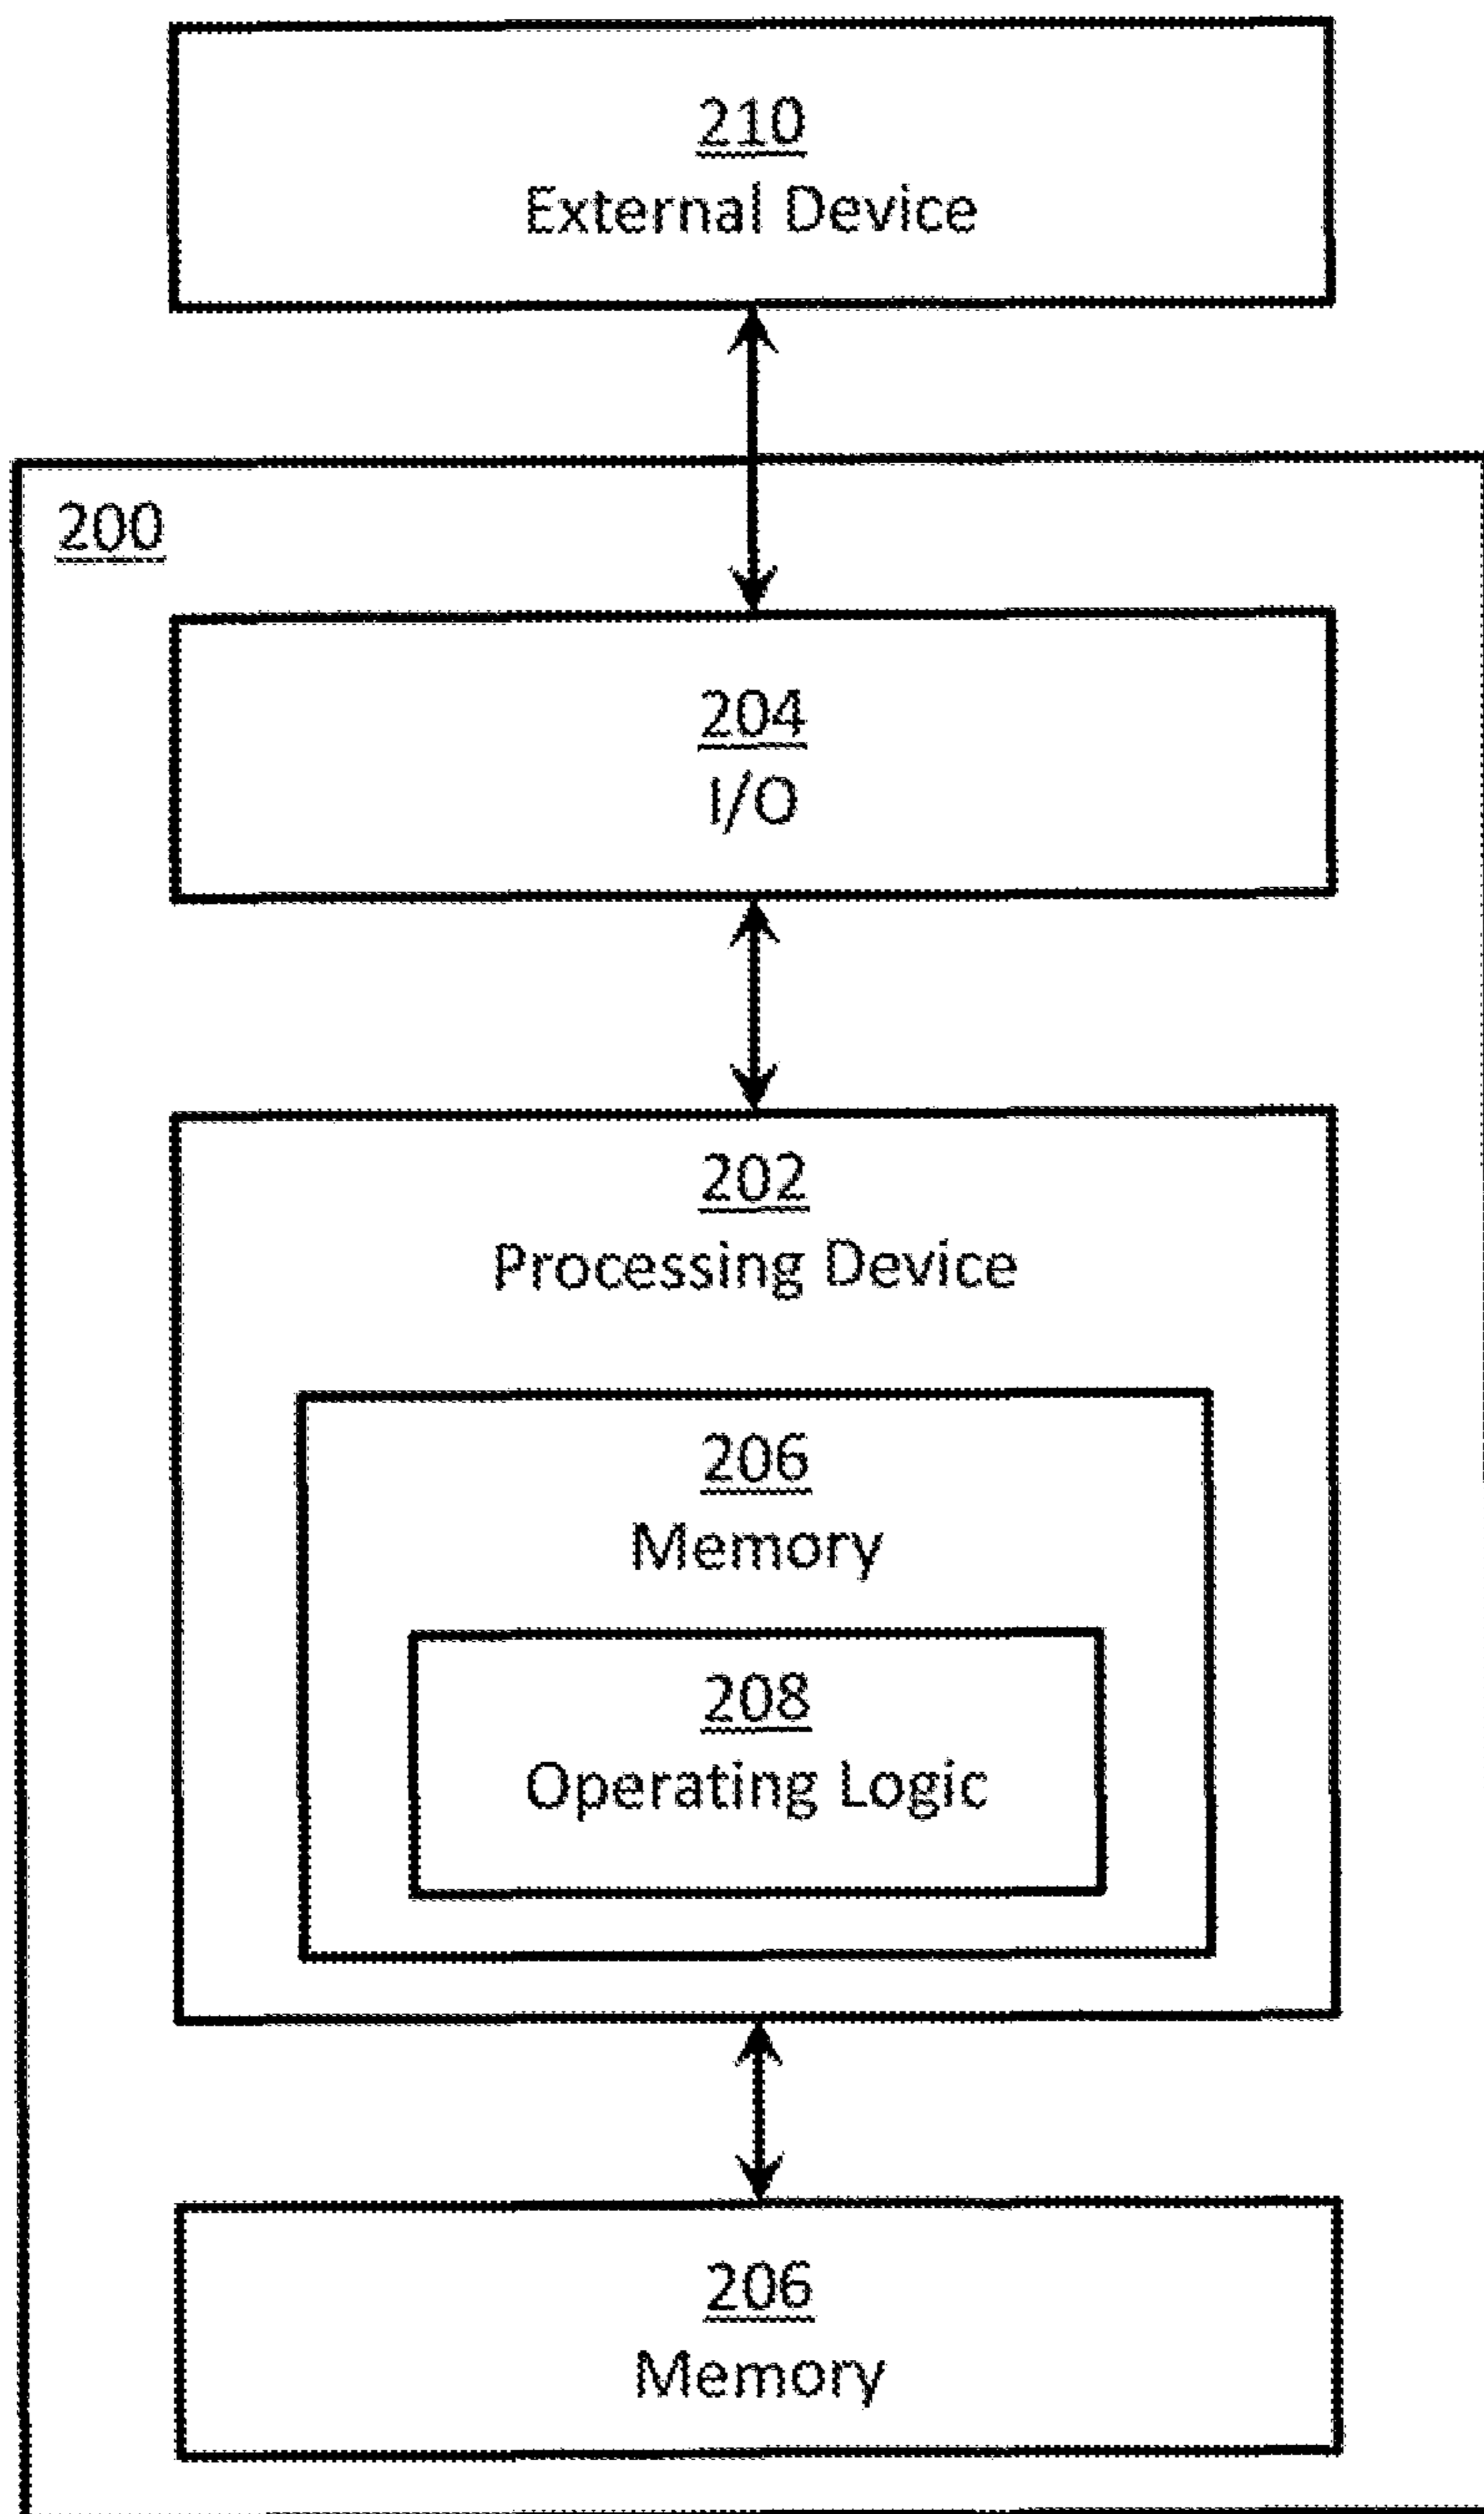 210
External Device
200
204
I/O
202
Processing Device
206
Memory
208
Operating Logic
206
Memory